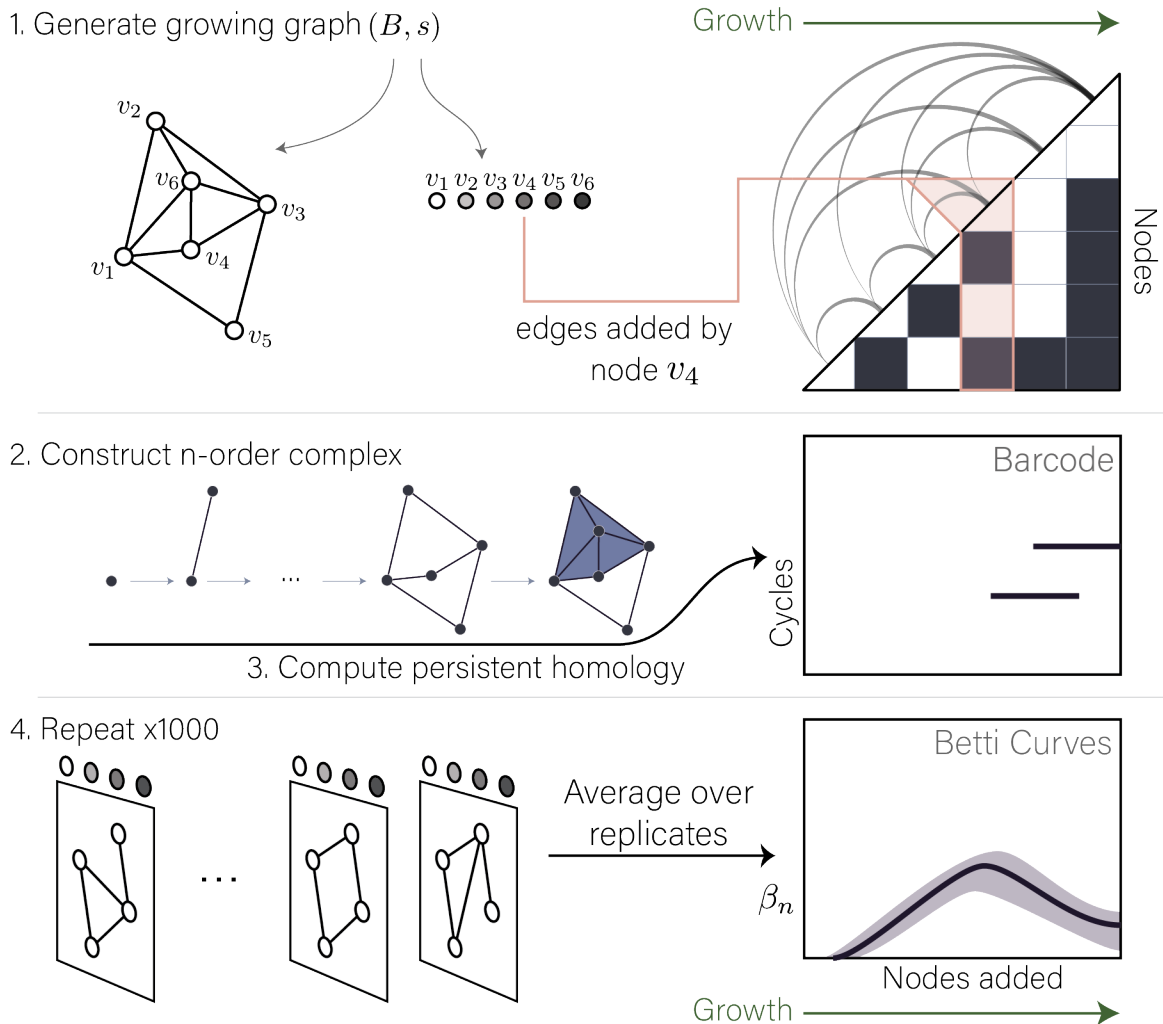 1. Generate growing graph (B, s)
Growth
v₂
v₆
v₃
v₁
v₄
v₅
v₁ v₂ v₃ v₄ v₅ v₆
Nodes
edges added by
node v₄
2. Construct n-order complex
...
3. Compute persistent homology
Barcode
Cycles
4. Repeat x1000
...
Average over
replicates
Betti Curves
βₙ
Nodes added
Growth